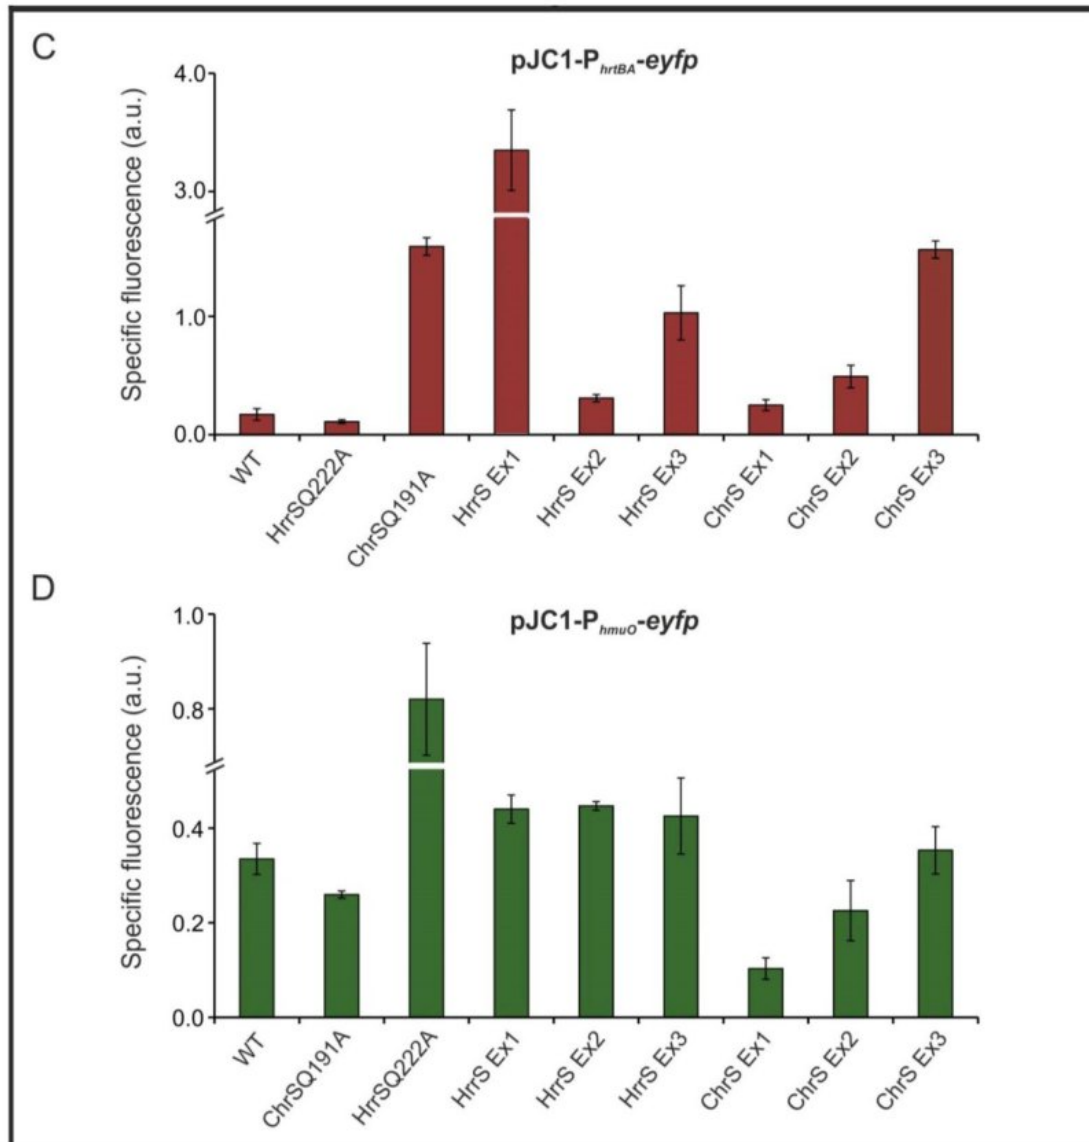 C
pJC1-PhrtBA-eyfp
Specific fluorescence (a.u.)
4.0
3.0
1.0
0.0
WT
HrrSQ222A
ChrSQ191A
HrrS Ex1
HrrS Ex2
HrrS Ex3
ChrS Ex1
ChrS Ex2
ChrS Ex3
D
pJC1-PhmuO-eyfp
Specific fluorescence (a.u.)
1.0
0.8
0.4
0.2
0.0
WT
ChrSQ191A
HrrSQ222A
HrrS Ex1
HrrS Ex2
HrrS Ex3
ChrS Ex1
ChrS Ex2
ChrS Ex3